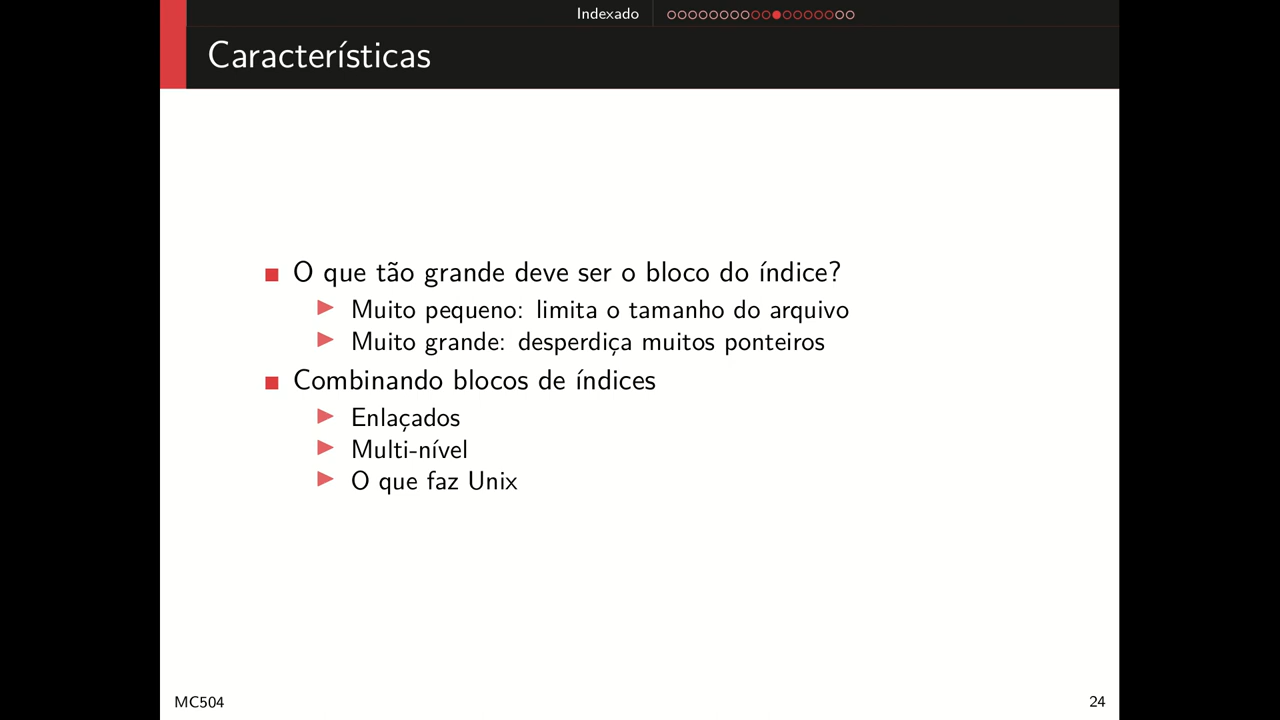 Indexado
Características
O que tão grande deve ser o bloco do índice?
Muito pequeno: limita o tamanho do arquivo
Muito grande: desperdiça muitos ponteiros
Combinando blocos de índices
Enlaçados
Multi-nível
O que faz Unix
MC504
24